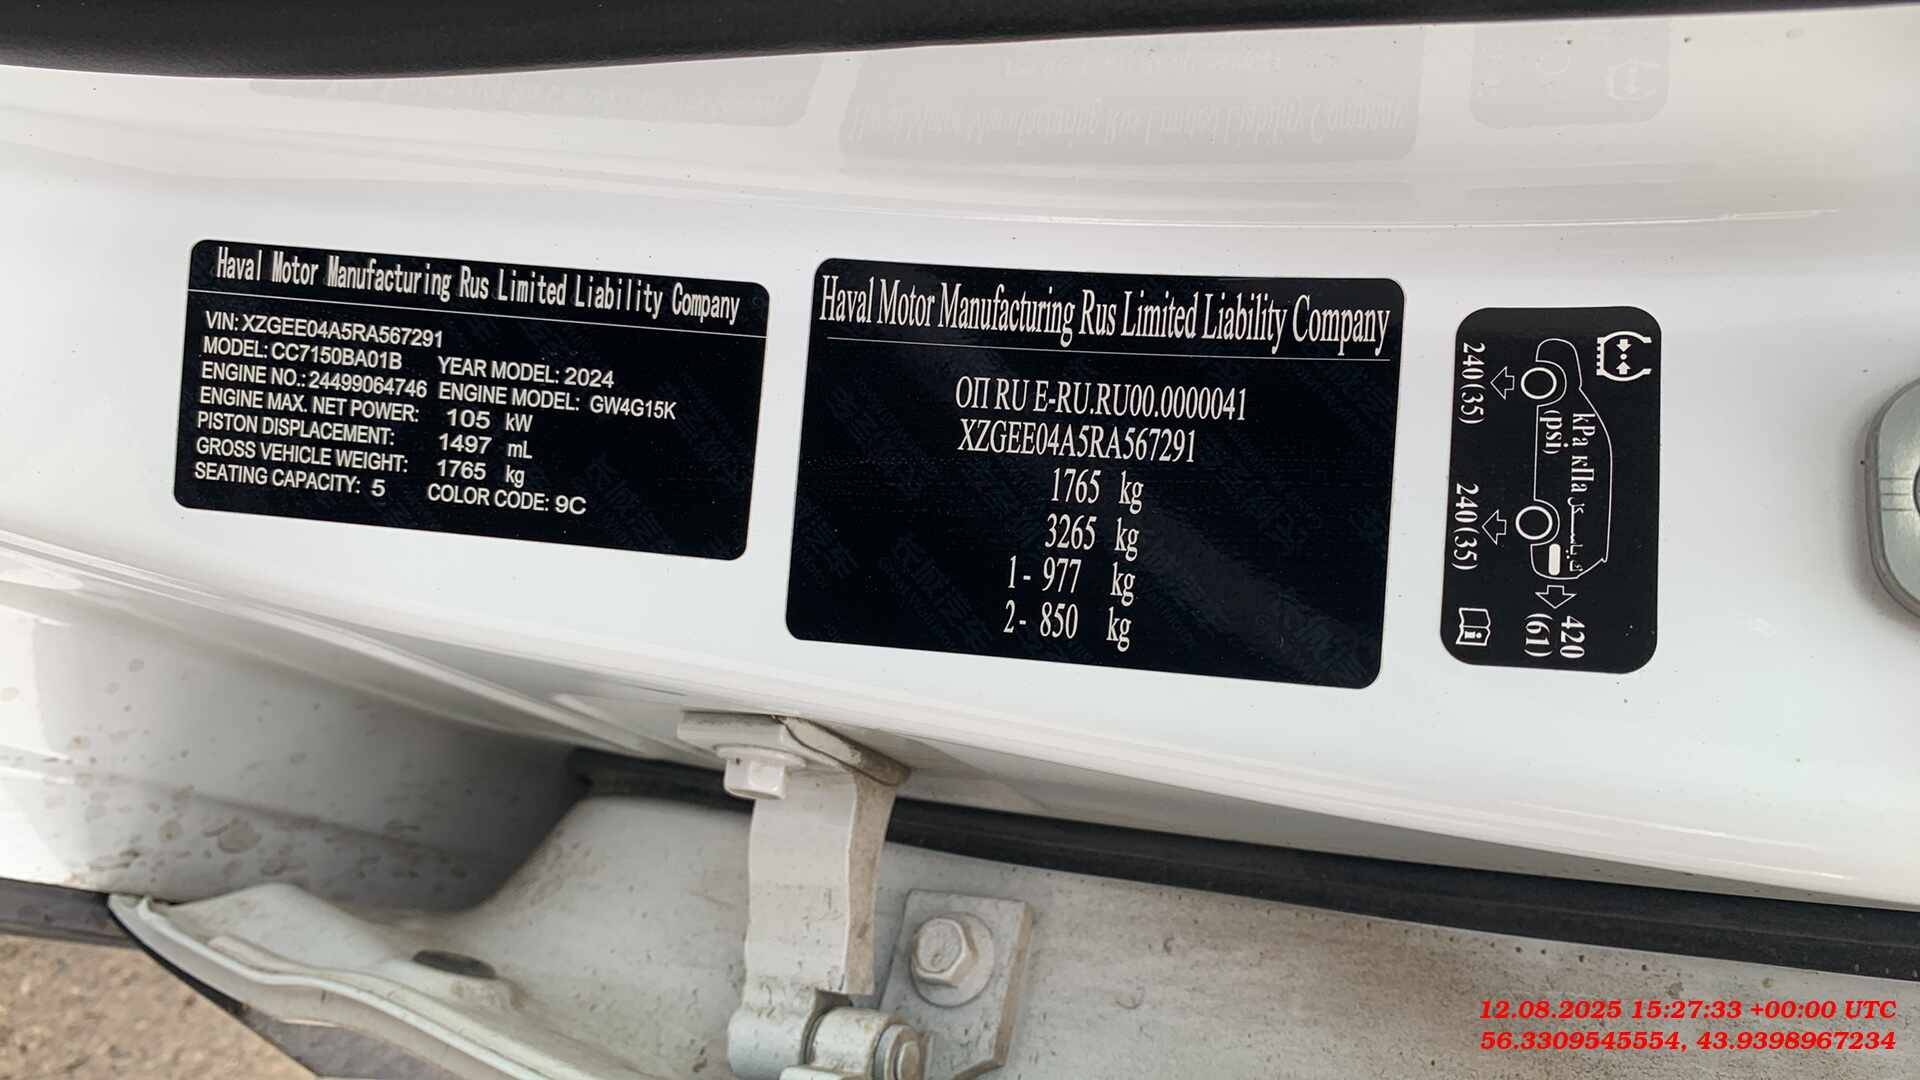 Haval Motor Manufacturing Rus Limited Liability Company
VIN: XZGEE04A5RA567291
MODEL: CC7150BA01B YEAR MODEL: 2024
ENGINE NO.: 24499064746 ENGINE MODEL: GW4G15K
ENGINE MAX. NET POWER: 105 kW
PISTON DISPLACEMENT: 1497 mL
GROSS VEHICLE WEIGHT: 1765 kg
SEATING CAPACITY: 5 COLOR CODE: 9C
Haval Motor Manufacturing Rus Limited Liability Company
ОП RU E-RU.RU00.0000041
XZGEE04A5RA567291
1765 kg
3265 kg
1- 977 kg
2- 850 kg
240(35)
240(35)
kPa кПа
(psi)
420
(61)
12.08.2025 15:27:33 +00:00 UTC
56.3309545554, 43.9398967234